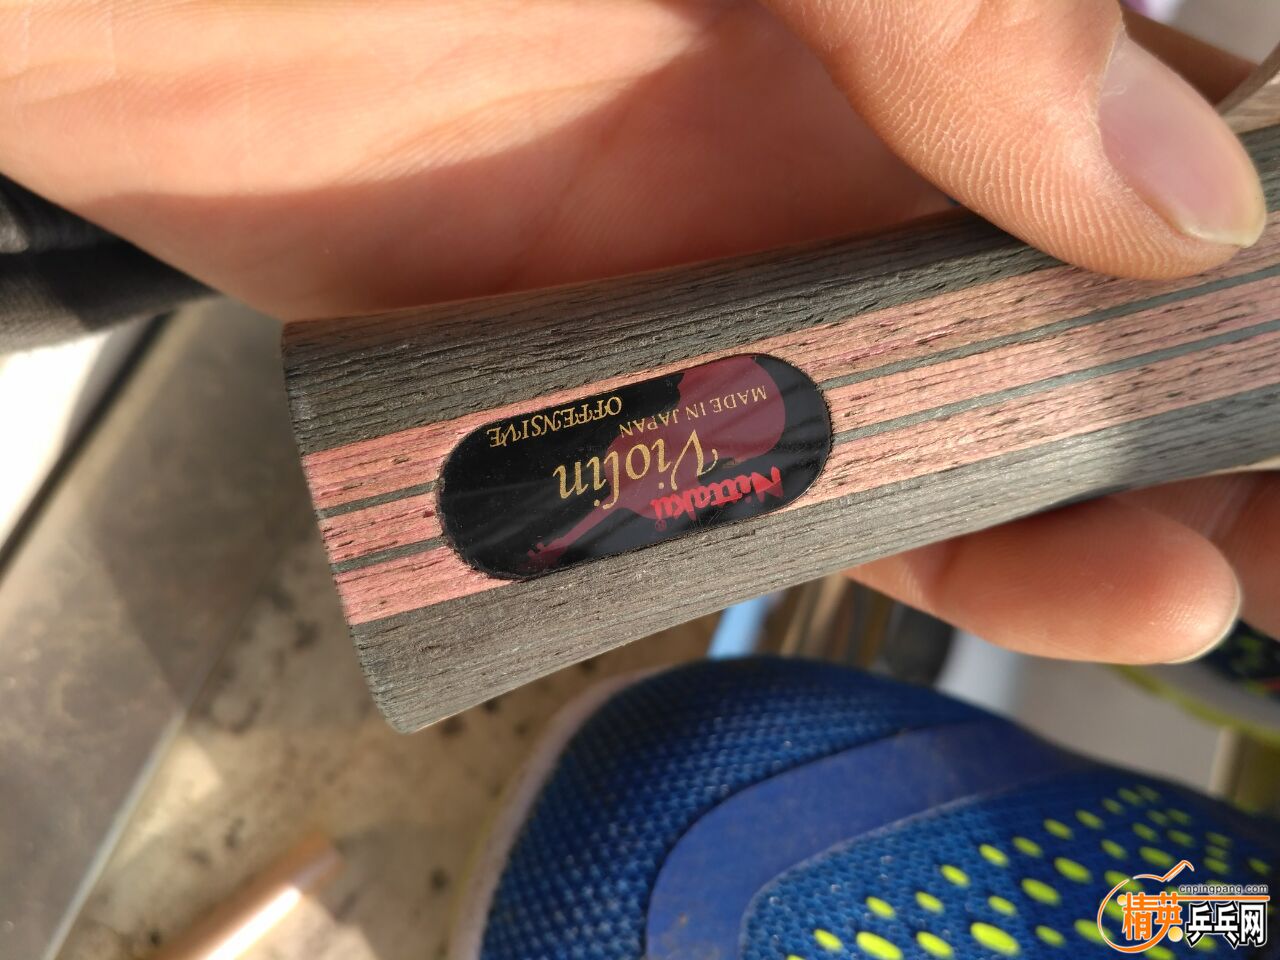 Nittaku®
Violin
MADE IN JAPAN
OFFENSIVE
cnpingpang.com
精英乒乓网